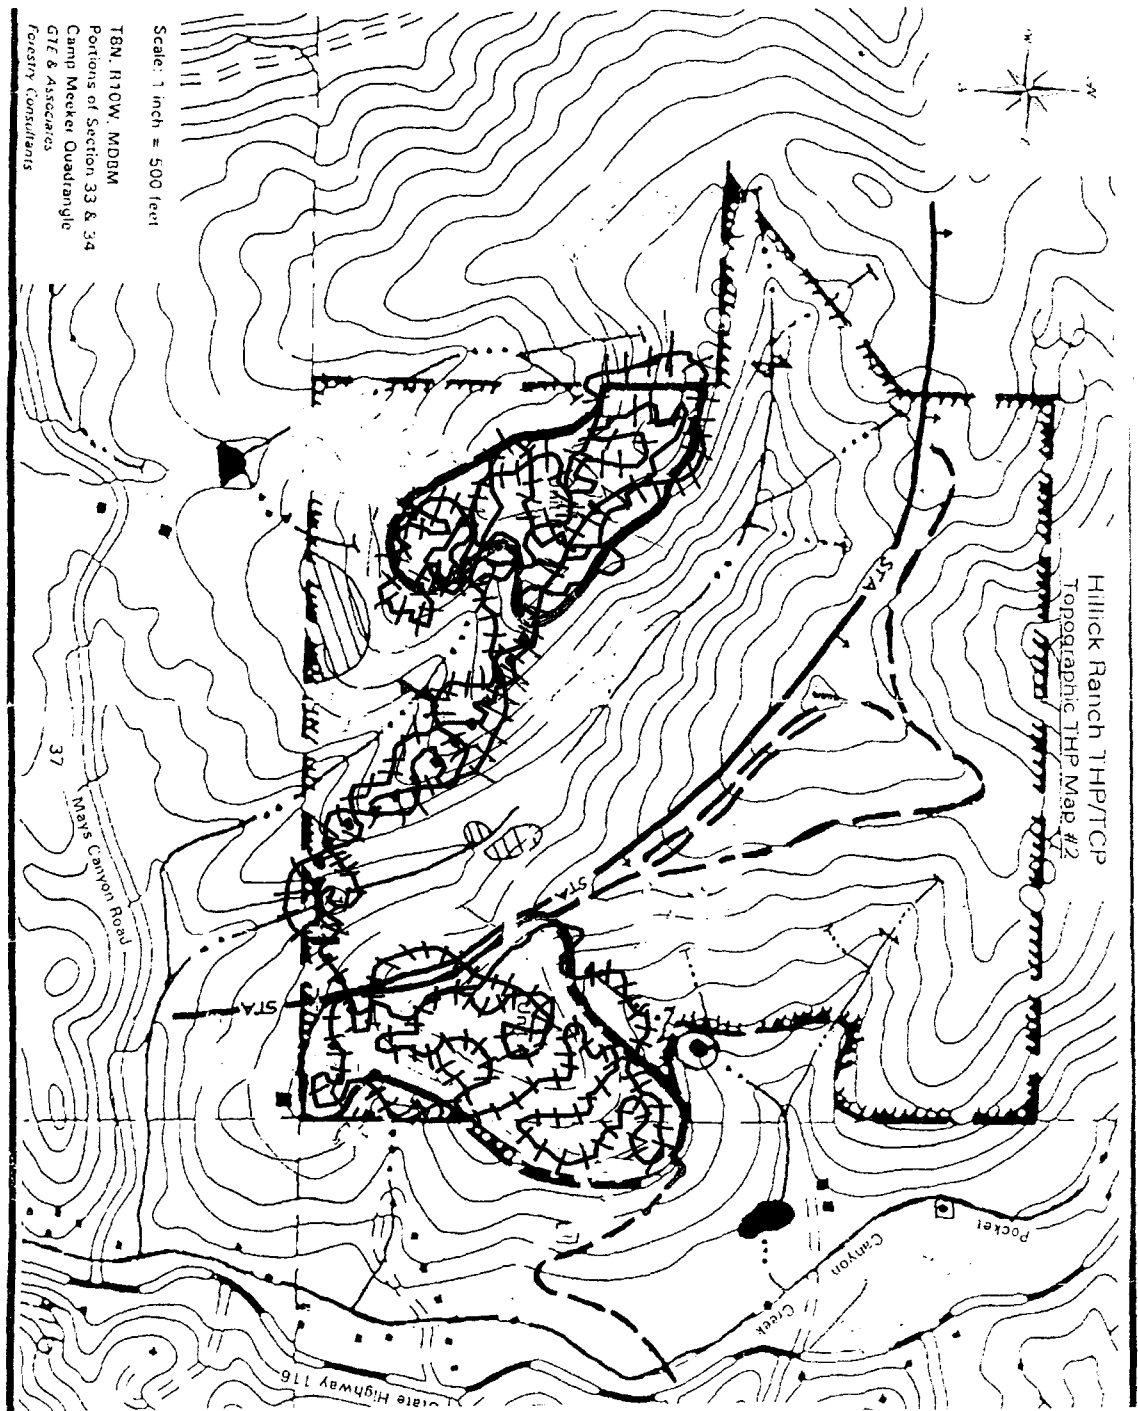 Hillick Ranch THP/TCP
Topographic THP Map #2
Scale: 1 inch = 500 feet
T8N, R10W, MDBM
Portions of Section 33 & 34
Camp Meeker Quadrangle
GTE & Associates
Forestry Consultants
W
N
STA
STA
STA
Unit
37
Mays Canyon Road
Pocket
Canyon
Creek
State Highway 116